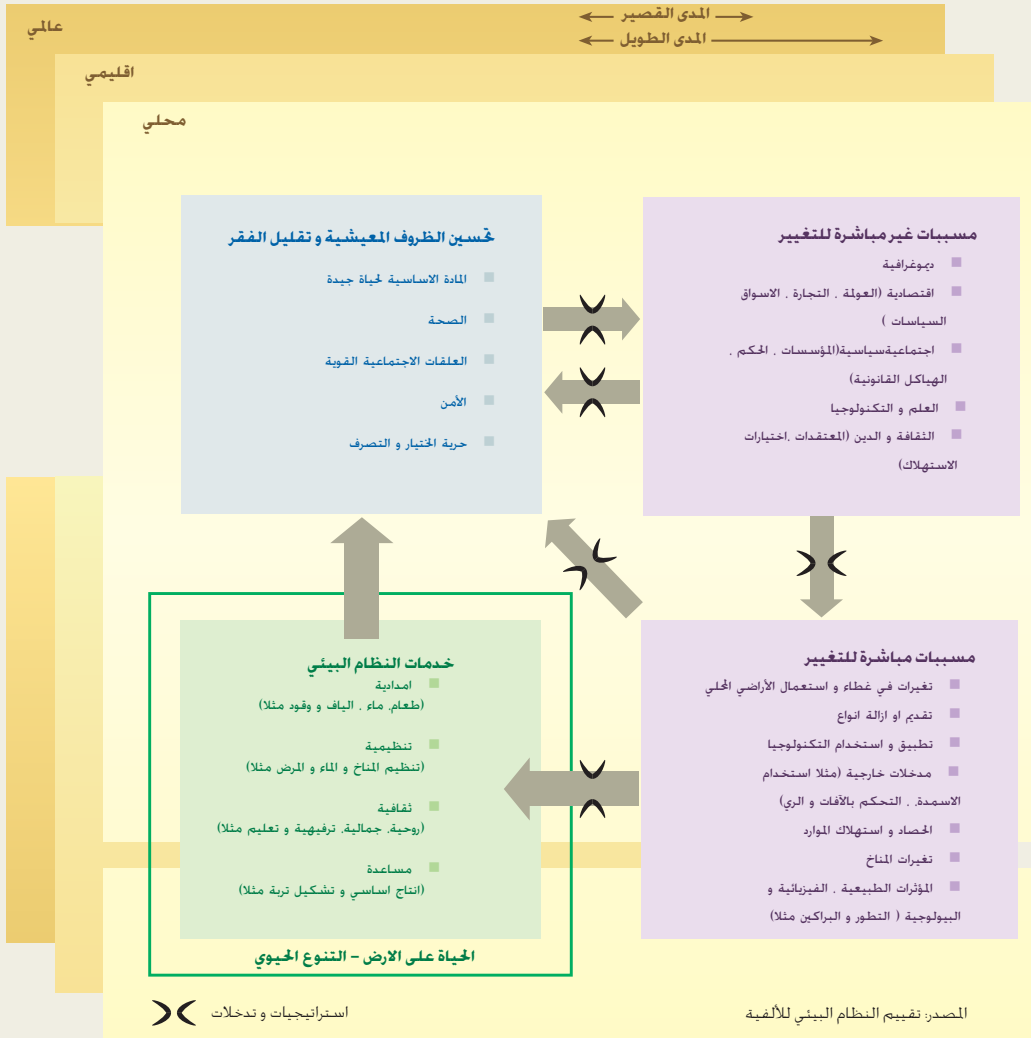 المدى القصير
المدى الطويل
عالمي
اقليمي
محلي
مسببات غير مباشرة للتغيير
ديموغرافية
اقتصادية (العولمة . التجارة . الاسواق
السياسات )
اجتماعيةسياسية(المؤسسات . الحكم .
الهياكل القانونية)
العلم و التكنولوجيا
الثقافة و الدين (المعتقدات .اختيارات
الاستهلاك)
تحسين الظروف المعيشية و تقليل الفقر
المادة الاساسية لحياة جيدة
الصحة
العلقات الاجتماعية القوية
الأمن
حرية الختيار و التصرف
مسببات مباشرة للتغيير
تغيرات في غطاء و استعمال الأراضي المحلي
تقديم او ازالة انواع
تطبيق و استخدام التكنولوجيا
مدخلات خارجية (مثلا استخدام
الاسمدة. . التحكم بالآفات و الري)
الحصاد و استهلاك الموارد
تغيرات المناخ
المؤثرات الطبيعية . الفيزيائية و
البيولوجية ( التطور و البراكين مثلا)
خدمات النظام البيئي
امدادية
(طعام. ماء . الياف و وقود مثلا)
تنظيمية
(تنظيم المناخ و الماء و المرض مثلا)
ثقافية
(روحية. جمالية. ترفيهية و تعليم مثلا)
مساعدة
(انتاج اساسي و تشكيل تربة مثلا)
الحياة على الارض – التنوع الحيوي
المصدر: تقييم النظام البيئي للألفية
استراتيجيات و تدخلات